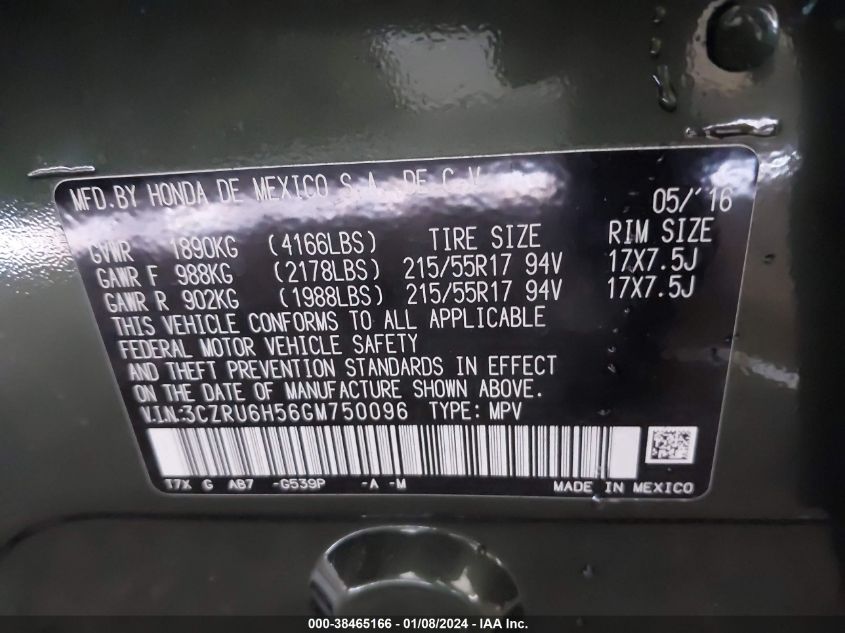 MFD.BY HONDA DE MEXICO S.A. DE C.V. 05/'16
GVWR 1890KG (4166LBS) TIRE SIZE RIM SIZE
GAWR F 988KG (2178LBS) 215/55R17 94V 17X7.5J
GAWR R 902KG (1988LBS) 215/55R17 94V 17X7.5J
THIS VEHICLE CONFORMS TO ALL APPLICABLE
FEDERAL MOTOR VEHICLE SAFETY
AND THEFT PREVENTION STANDARDS IN EFFECT
ON THE DATE OF MANUFACTURE SHOWN ABOVE.
V.I.N.:3CZRU6H56GM750096 TYPE: MPV
T7X G AB7 -G539P -A -M MADE IN MEXICO
000-38465166 - 01/08/2024 - IAA Inc.